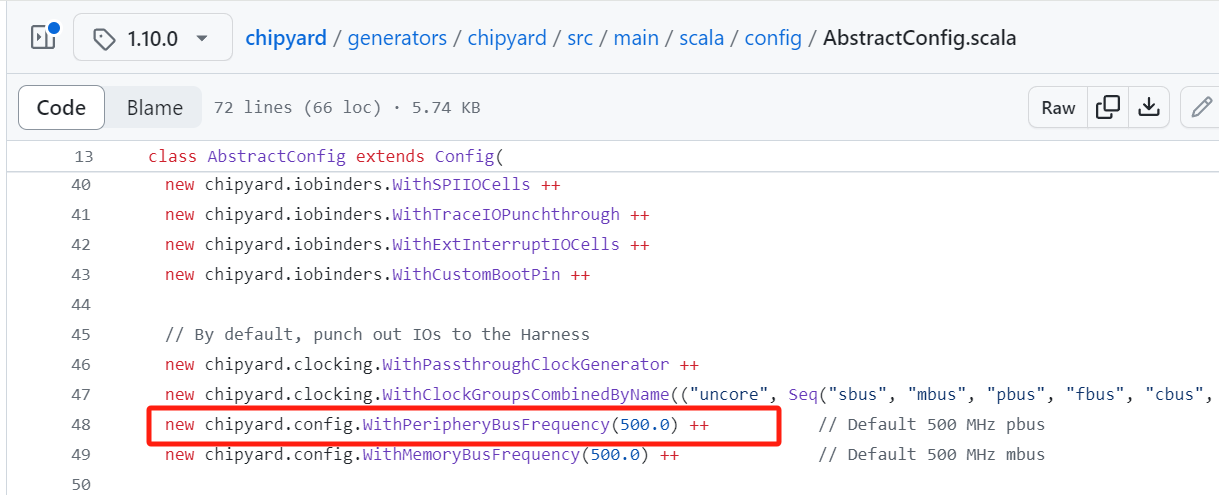 1.10.0 chipyard / generators / chipyard / src / main / scala / config / AbstractConfig.scala
Code Blame 72 lines (66 loc) · 5.74 KB Raw
13 class AbstractConfig extends Config(
40 new chipyard.iobinders.WithSPIIOCells ++
41 new chipyard.iobinders.WithTraceIOPunchthrough ++
42 new chipyard.iobinders.WithExtInterruptIOCells ++
43 new chipyard.iobinders.WithCustomBootPin ++
44
45 // By default, punch out IOs to the Harness
46 new chipyard.clocking.WithPassthroughClockGenerator ++
47 new chipyard.clocking.WithClockGroupsCombinedByName(("uncore", Seq("sbus", "mbus", "pbus", "fbus", "cbus",
48 new chipyard.config.WithPeripheryBusFrequency(500.0) ++ // Default 500 MHz pbus
49 new chipyard.config.WithMemoryBusFrequency(500.0) ++ // Default 500 MHz mbus
50